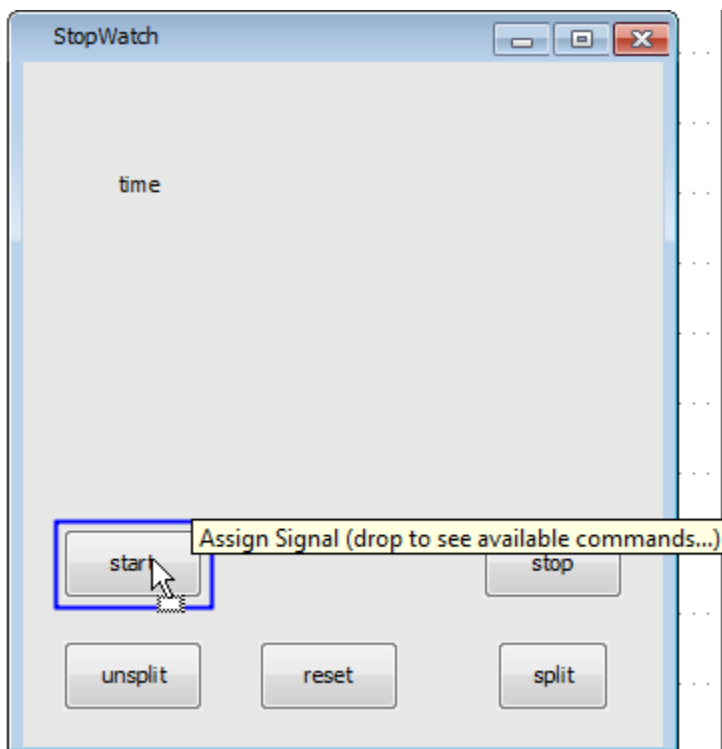 StopWatch
time
Assign Signal (drop to see available commands...)
start
stop
unsplit
reset
split